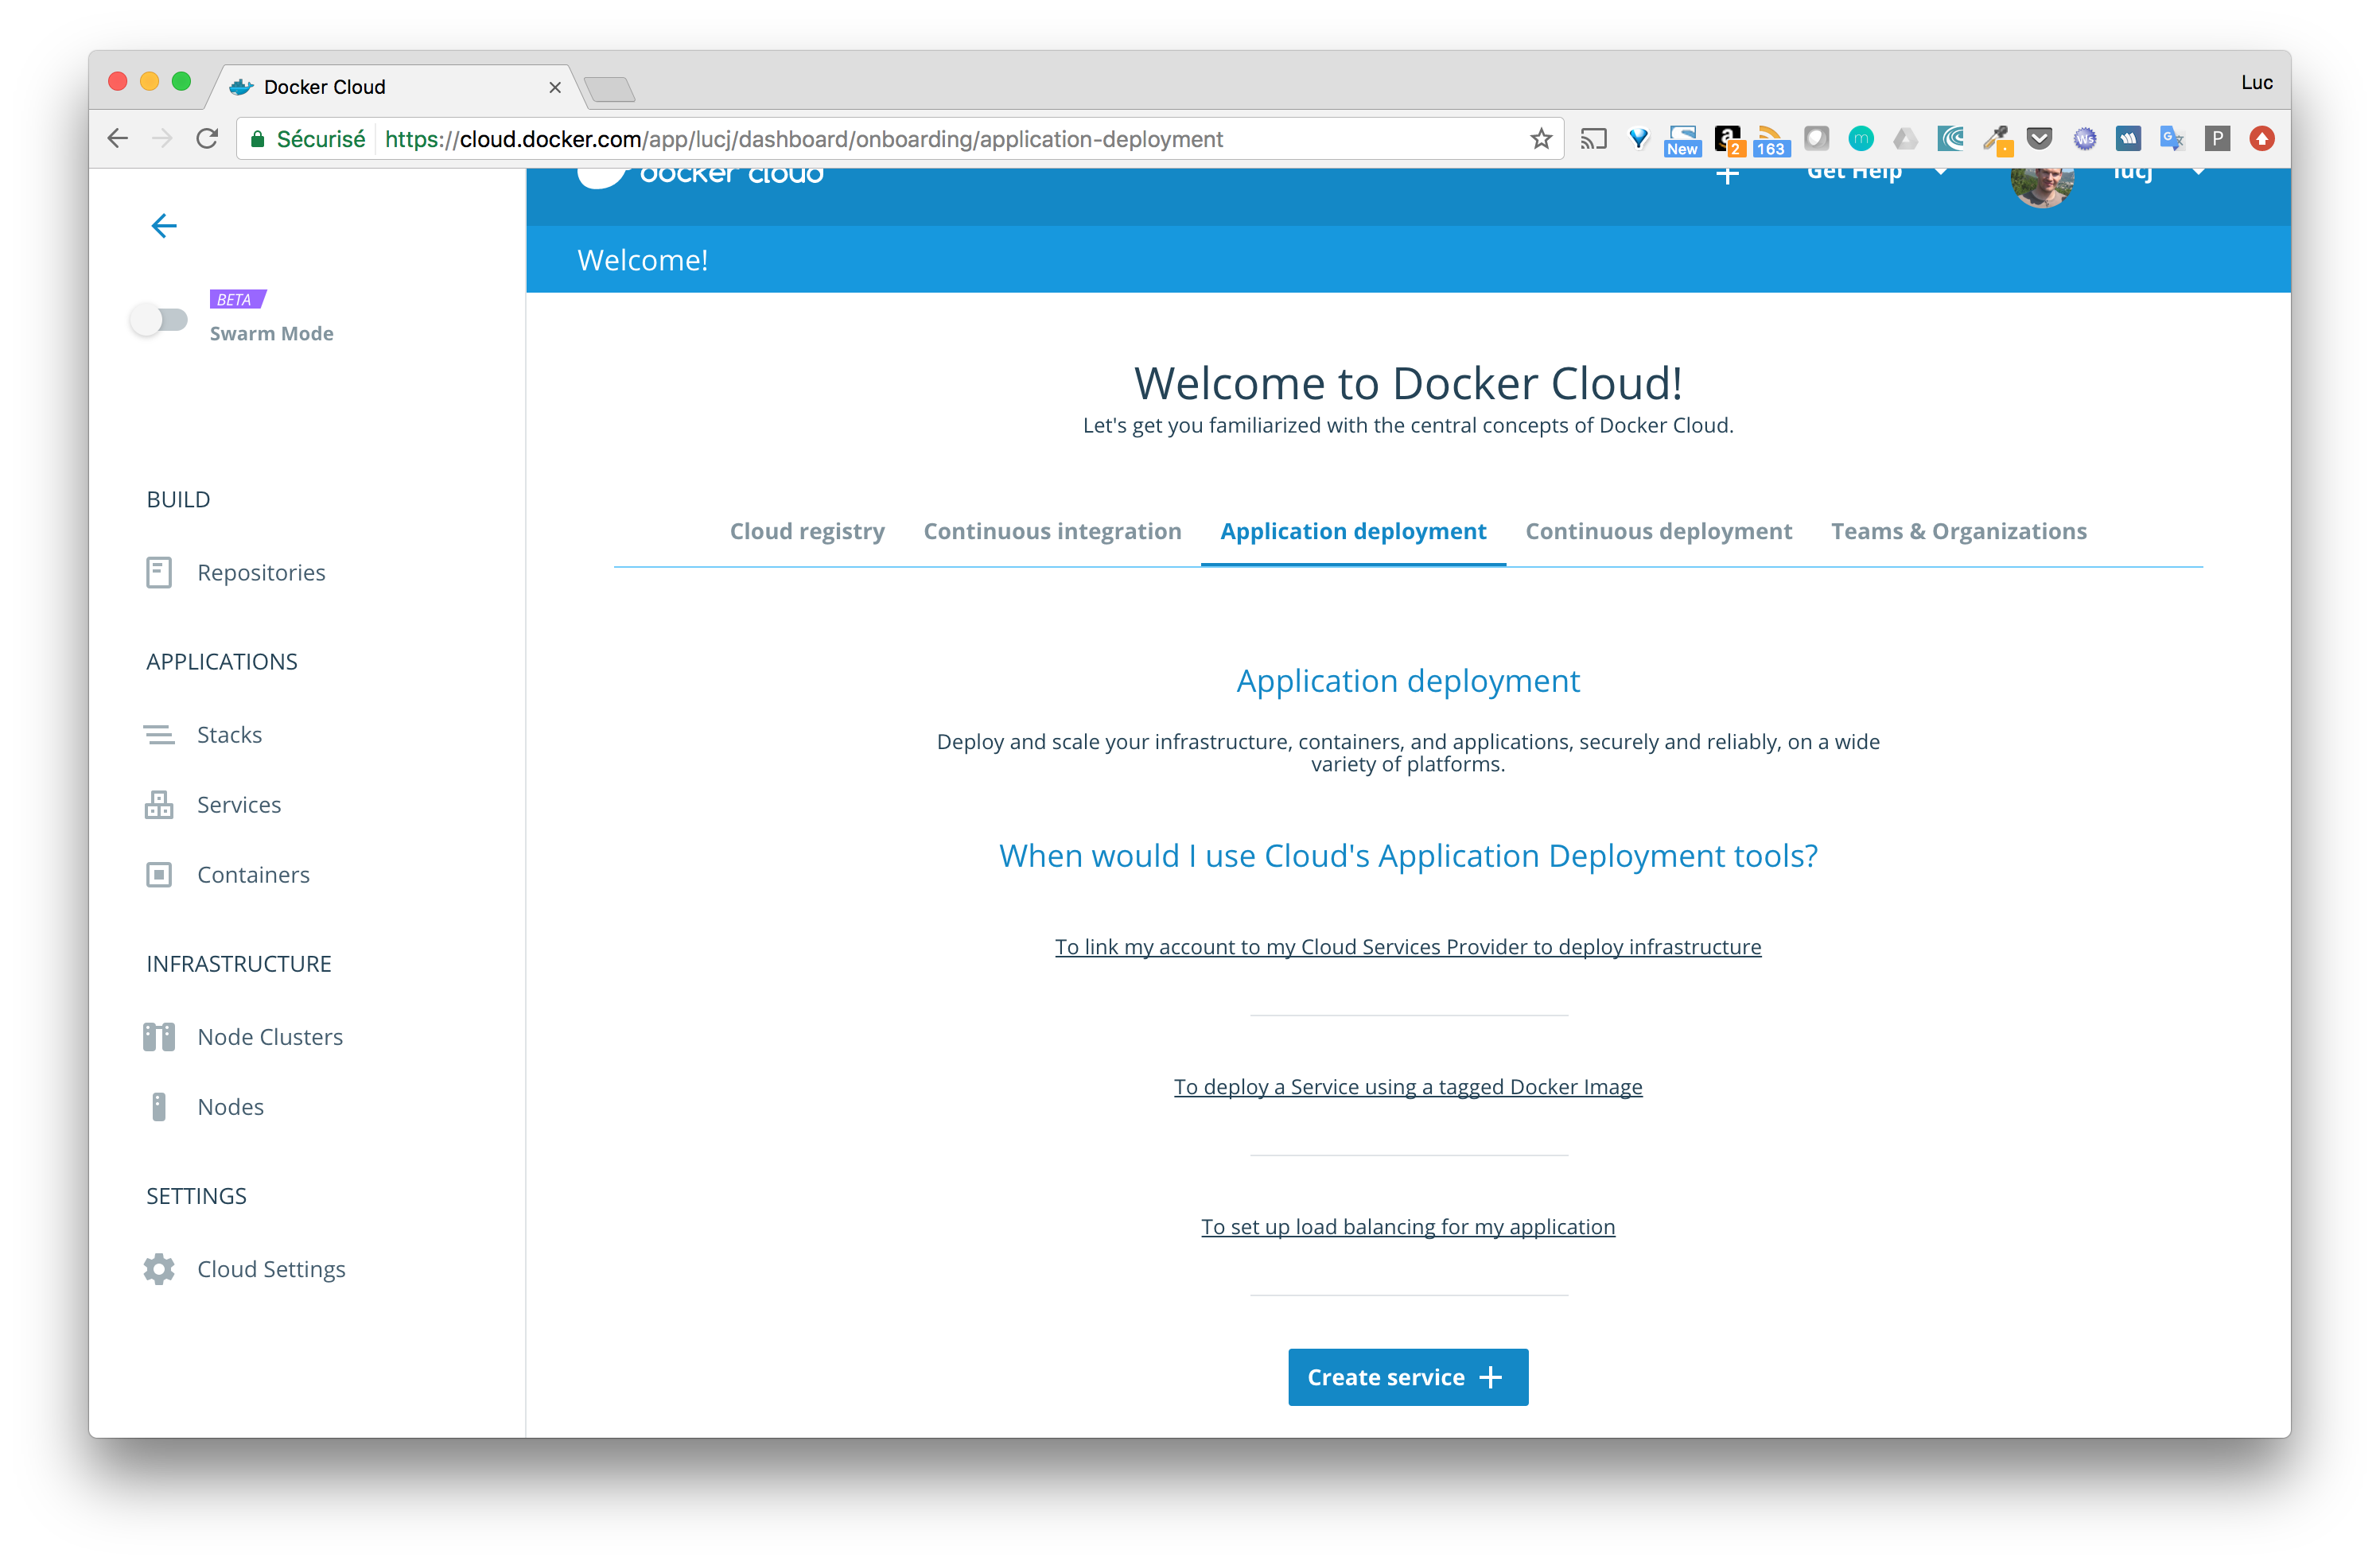 Docker Cloud
Luc
Sécurisé
https://cloud.docker.com/app/lucj/dashboard/onboarding/application-deployment
New
a
2
163
m
Ws
G
P
docker cloud
Get Help
lucj
Welcome!
BETA
Swarm Mode
BUILD
Repositories
APPLICATIONS
Stacks
Services
Containers
INFRASTRUCTURE
Node Clusters
Nodes
SETTINGS
Cloud Settings
Welcome to Docker Cloud!
Let's get you familiarized with the central concepts of Docker Cloud.
Cloud registry Continuous integration Application deployment Continuous deployment Teams & Organizations
Application deployment
Deploy and scale your infrastructure, containers, and applications, securely and reliably, on a wide
variety of platforms.
When would I use Cloud's Application Deployment tools?
To link my account to my Cloud Services Provider to deploy infrastructure
To deploy a Service using a tagged Docker Image
To set up load balancing for my application
Create service +